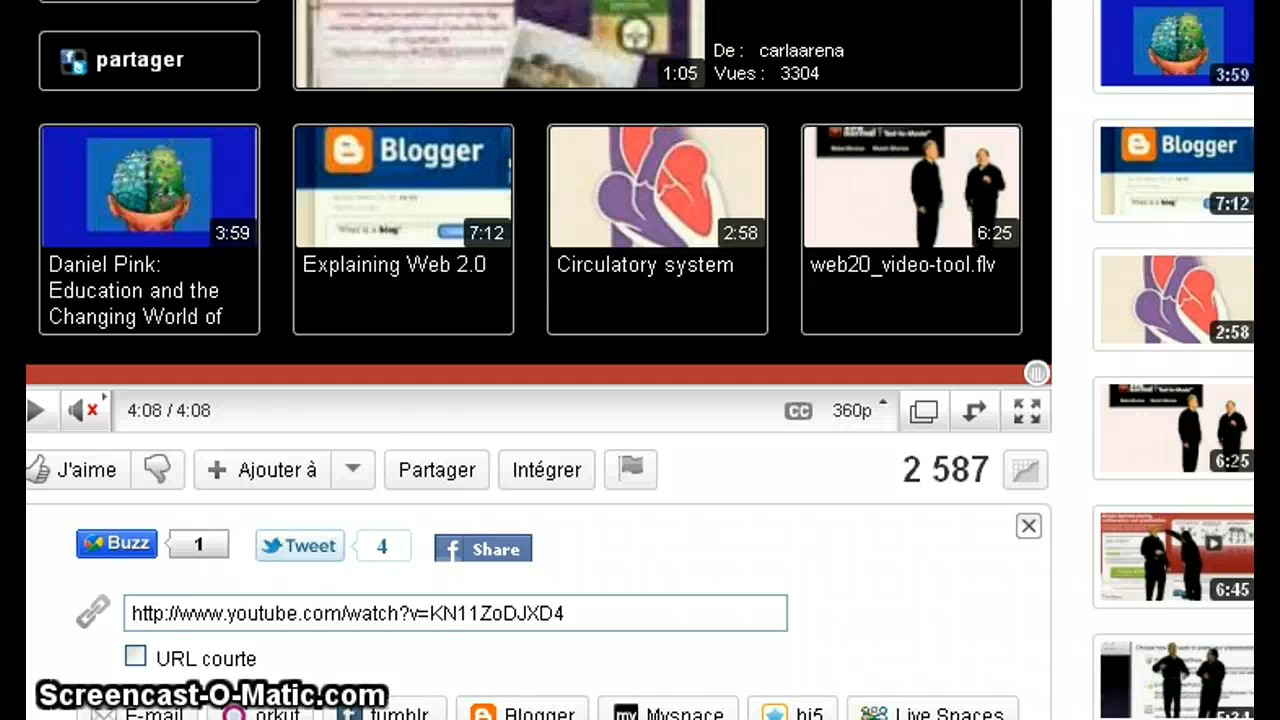 partager
1:05
De : carlaarena
Vues : 3304
3:59
Blogger
7:12
2:58
6:25
Daniel Pink:
Education and the
Changing World of
Explaining Web 2.0
Circulatory system
web20_video-tool.flv
3:59
Blogger
7:12
2:58
6:25
6:45
4:08 / 4:08
CC
360p
J'aime
Ajouter à
Partager
Intégrer
2 587
Buzz
1
Tweet
4
f Share
http://www.youtube.com/watch?v=KN11ZoDJXD4
URL courte
Screencast-O-Matic.com
E-mail
orkut
tumblr
Blogger
my Myspace
hi5
Live Spaces